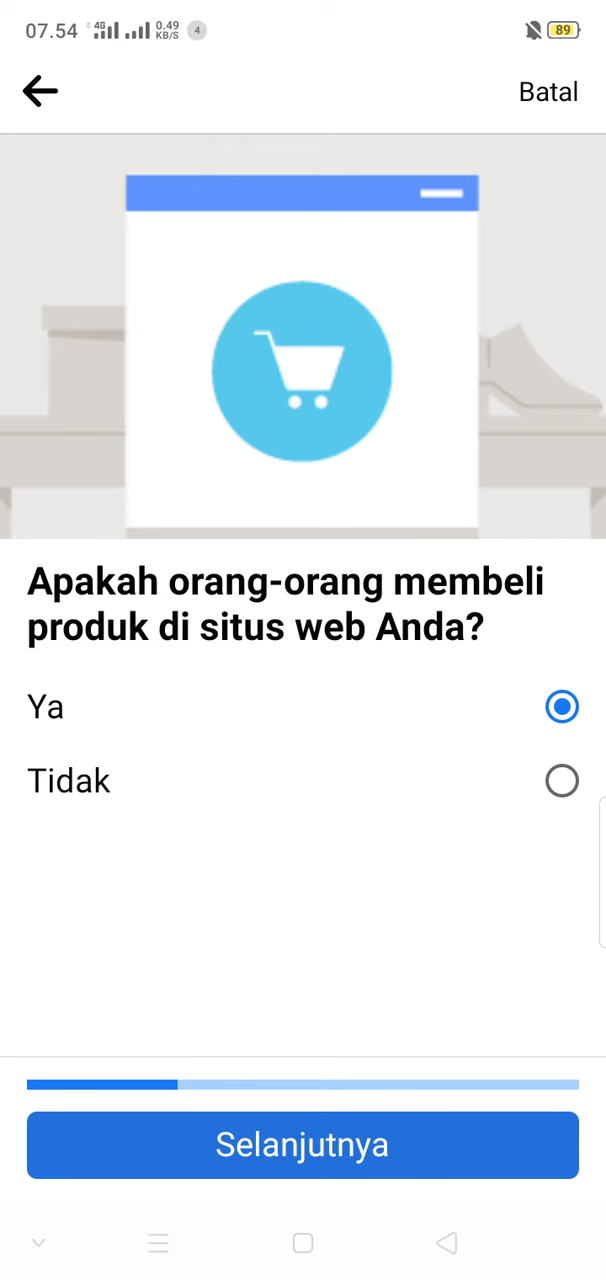 07.54 4G 0.49 KB/S 4 89
Batal
Apakah orang-orang membeli
produk di situs web Anda?
Ya
Tidak
Selanjutnya